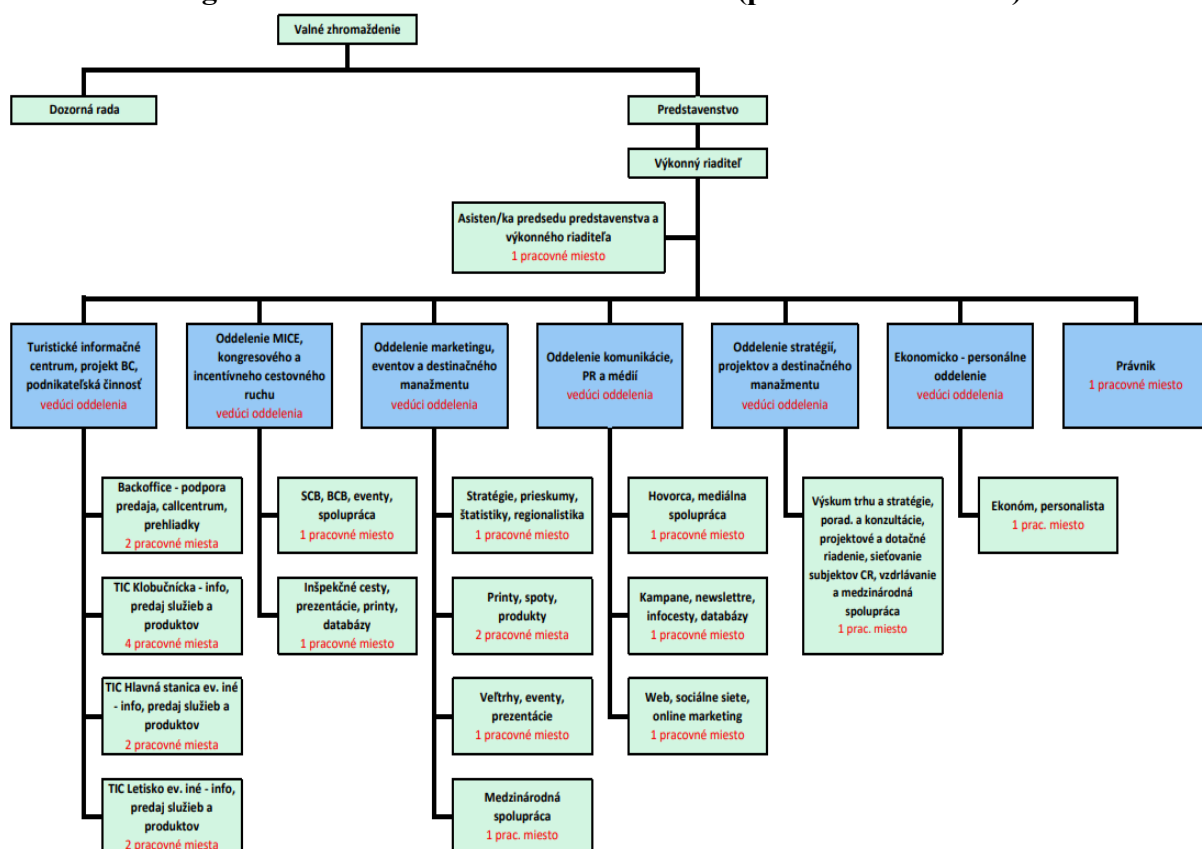 Valné zhromaždenie
Dozorná rada
Predstavenstvo
Výkonný riaditeľ
Asisten/ka predsedu predstavenstva a
výkonného riaditeľa
1 pracovné miesto
Turistické informačné
centrum, projekt BC,
podnikateľská činnosť
vedúci oddelenia
Oddelenie MICE,
kongresového a
incentívneho cestovného
ruchu
vedúci oddelenia
Oddelenie marketingu,
eventov a destinačného
manažmentu
vedúci oddelenia
Oddelenie komunikácie,
PR a médií
vedúci oddelenia
Oddelenie stratégií,
projektov a destinačného
manažmentu
vedúci oddelenia
Ekonomicko - personálne
oddelenie
vedúci oddelenia
Právnik
1 pracovné miesto
Backoffice - podpora
predaja, callcentrum,
prehliadky
2 pracovné miesta
TIC Klobučnícka - info,
predaj služieb a
produktov
4 pracovné miesta
TIC Hlavná stanica ev. iné
- info, predaj služieb a
produktov
2 pracovné miesta
TIC Letisko ev. iné - info,
predaj služieb a
produktov
2 pracovné miesta
SCB, BCB, eventy,
spolupráca
1 pracovné miesto
Inšpekčné cesty,
prezentácie, printy,
databázy
1 pracovné miesto
Stratégie, prieskumy,
štatistiky, regionalistika
1 pracovné miesto
Printy, spoty,
produkty
2 pracovné miesta
Veľtrhy, eventy,
prezentácie
1 pracovné miesto
Medzinárodná
spolupráca
1 prac. miesto
Hovorca, mediálna
spolupráca
1 pracovné miesto
Kampane, newslettre,
infocesty, databázy
1 pracovné miesto
Web, sociálne siete,
online marketing
1 pracovné miesto
Výskum trhu a stratégie,
porad. a konzultácie,
projektové a dotačné
riadenie, sieťovanie
subjektov CR, vzdrlávanie
a medzinárodná
spolupráca
1 prac. miesto
Ekonóm, personalista
1 prac. miesto